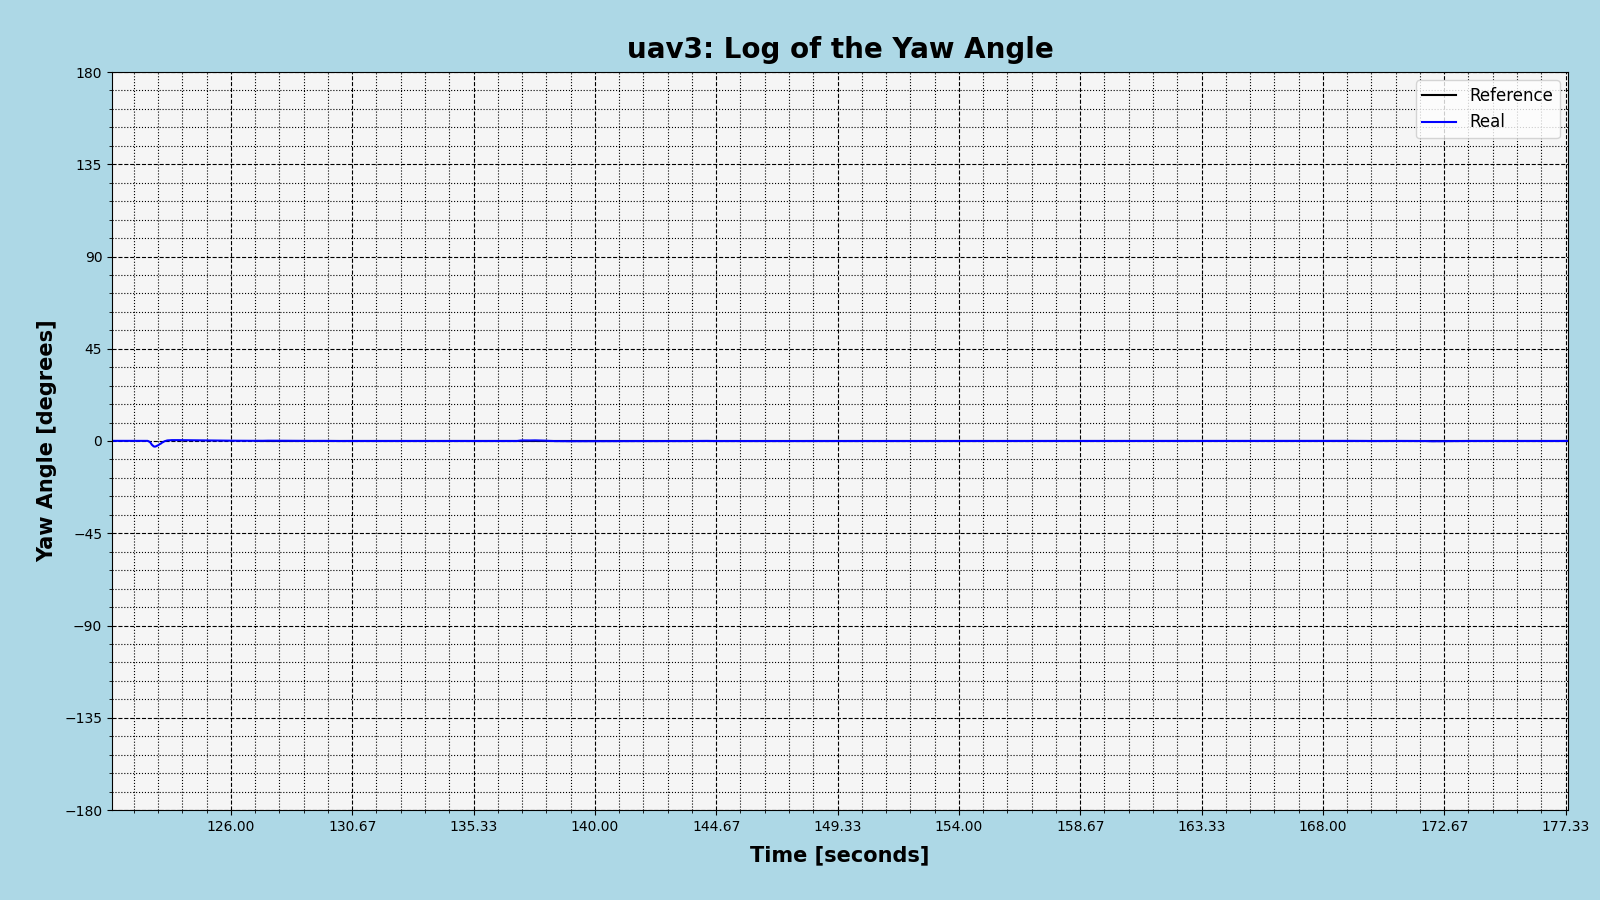 uav3: Log of the Yaw Angle
Reference
Real
180
135
90
45
0
−45
−90
−135
−180
Yaw Angle [degrees]
126.00 130.67 135.33 140.00 144.67 149.33 154.00 158.67 163.33 168.00 172.67 177.33
Time [seconds]